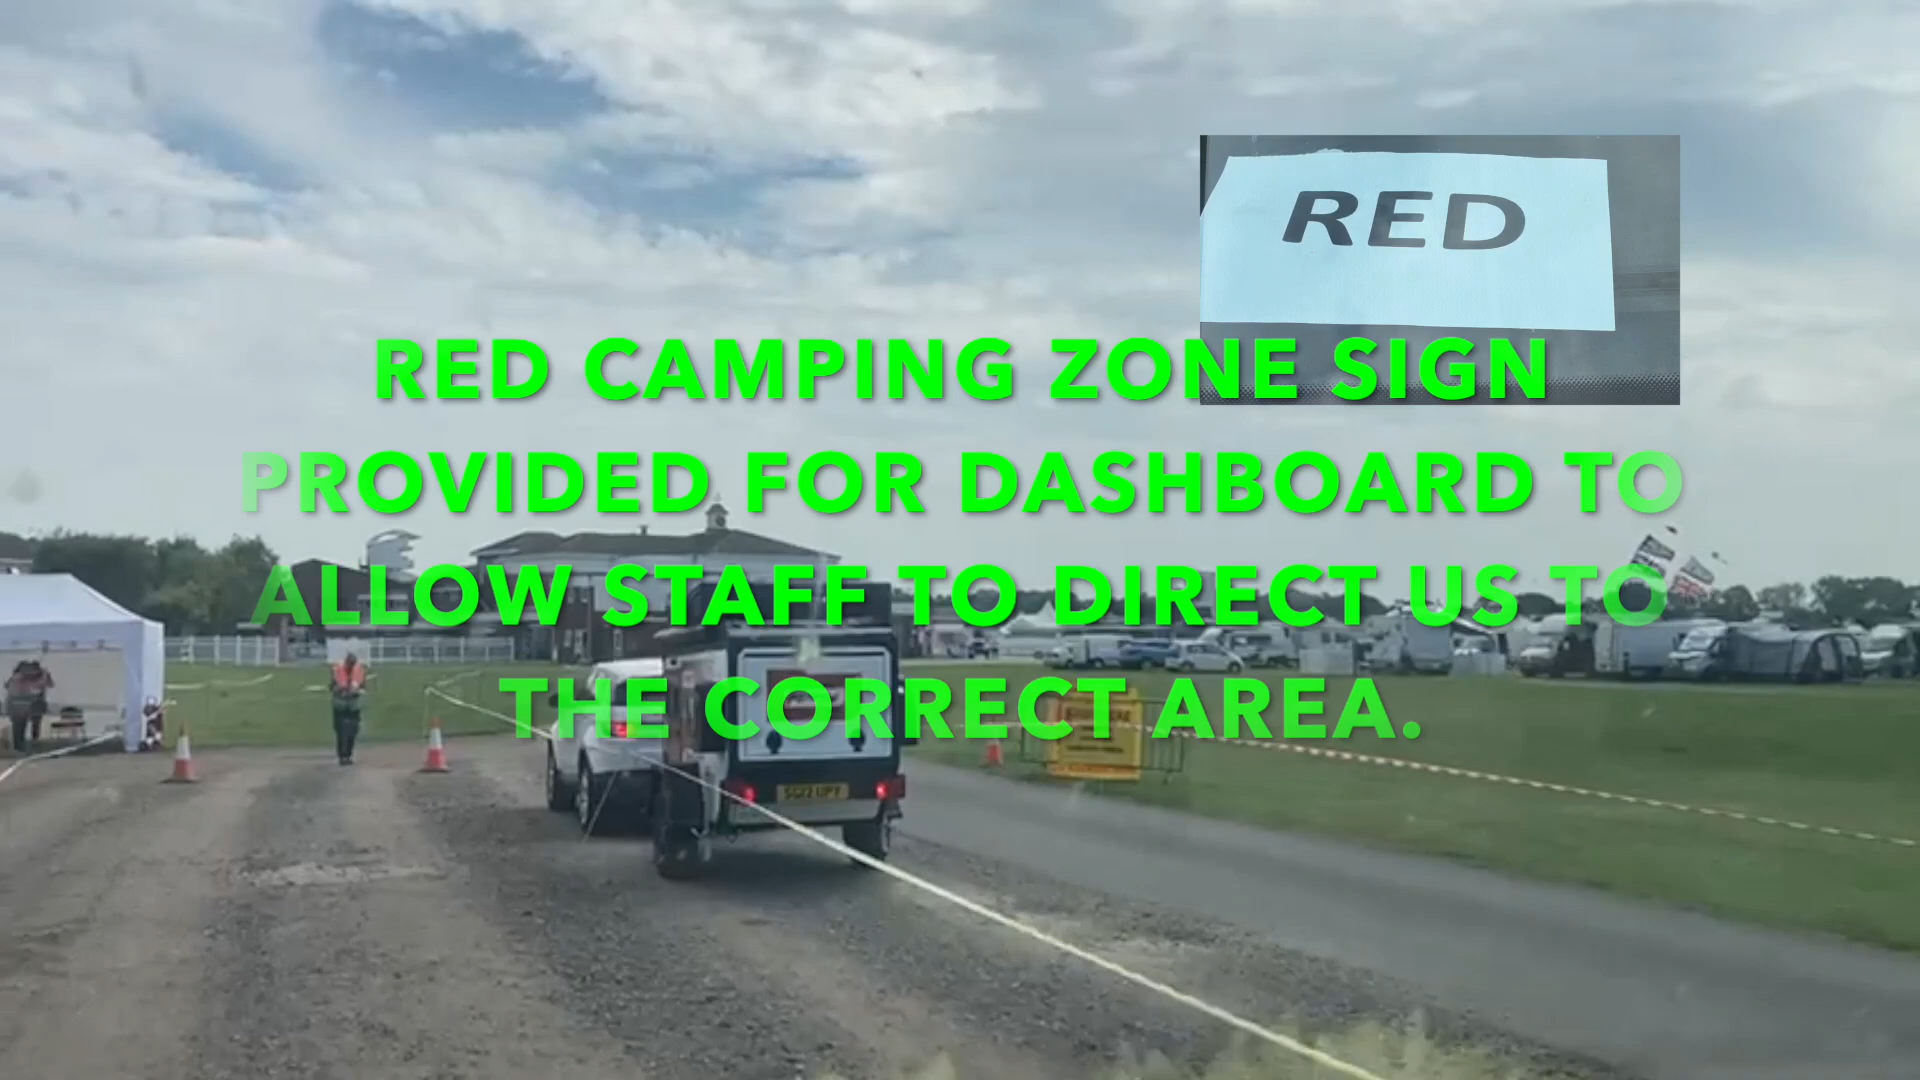 RED
RED CAMPING ZONE SIGN
PROVIDED FOR DASHBOARD TO
ALLOW STAFF TO DIRECT US TO
THE CORRECT AREA.